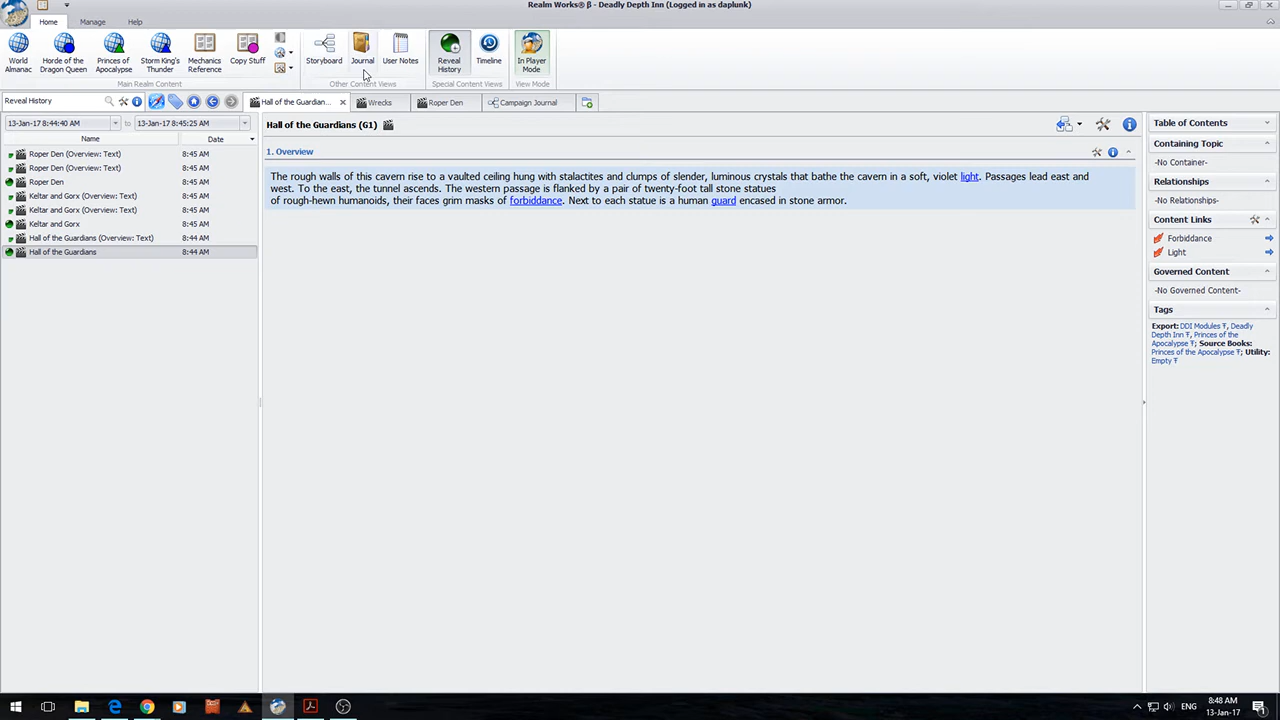 Realm Works® β - Deadly Depth Inn (Logged in as daplunk)
Home Manage Help
World Almanac
Horde of the Dragon Queen
Princes of Apocalypse
Storm King's Thunder
Mechanics Reference
Copy Stuff
Storyboard
Journal
User Notes
Reveal History
Timeline
In Player Mode
Main Realm Content
Other Content Views
Special Content Views
View Mode
Reveal History
Hall of the Guardian...
Wrecks
Roper Den
Campaign Journal
13-Jan-17 8:44:40 AM to 13-Jan-17 8:45:25 AM
Name Date
Roper Den (Overview: Text) 8:45 AM
Roper Den (Overview: Text) 8:45 AM
Roper Den 8:45 AM
Keltar and Gorx (Overview: Text) 8:45 AM
Keltar and Gorx (Overview: Text) 8:45 AM
Keltar and Gorx 8:45 AM
Hall of the Guardians (Overview: Text) 8:44 AM
Hall of the Guardians 8:44 AM
Hall of the Guardians (G1)
1. Overview
The rough walls of this cavern rise to a vaulted ceiling hung with stalactites and clumps of slender, luminous crystals that bathe the cavern in a soft, violet light. Passages lead east and
west. To the east, the tunnel ascends. The western passage is flanked by a pair of twenty-foot tall stone statues
of rough-hewn humanoids, their faces grim masks of forbiddance. Next to each statue is a human guard encased in stone armor.
Table of Contents
Containing Topic
-No Container-
Relationships
-No Relationships-
Content Links
Forbiddance
Light
Governed Content
-No Governed Content-
Tags
Export: DDI Modules Ŧ, Deadly
Depth Inn Ŧ, Princes of the
Apocalypse Ŧ; Source Books:
Princes of the Apocalypse Ŧ; Utility:
Empty Ŧ
ENG
8:48 AM
13-Jan-17